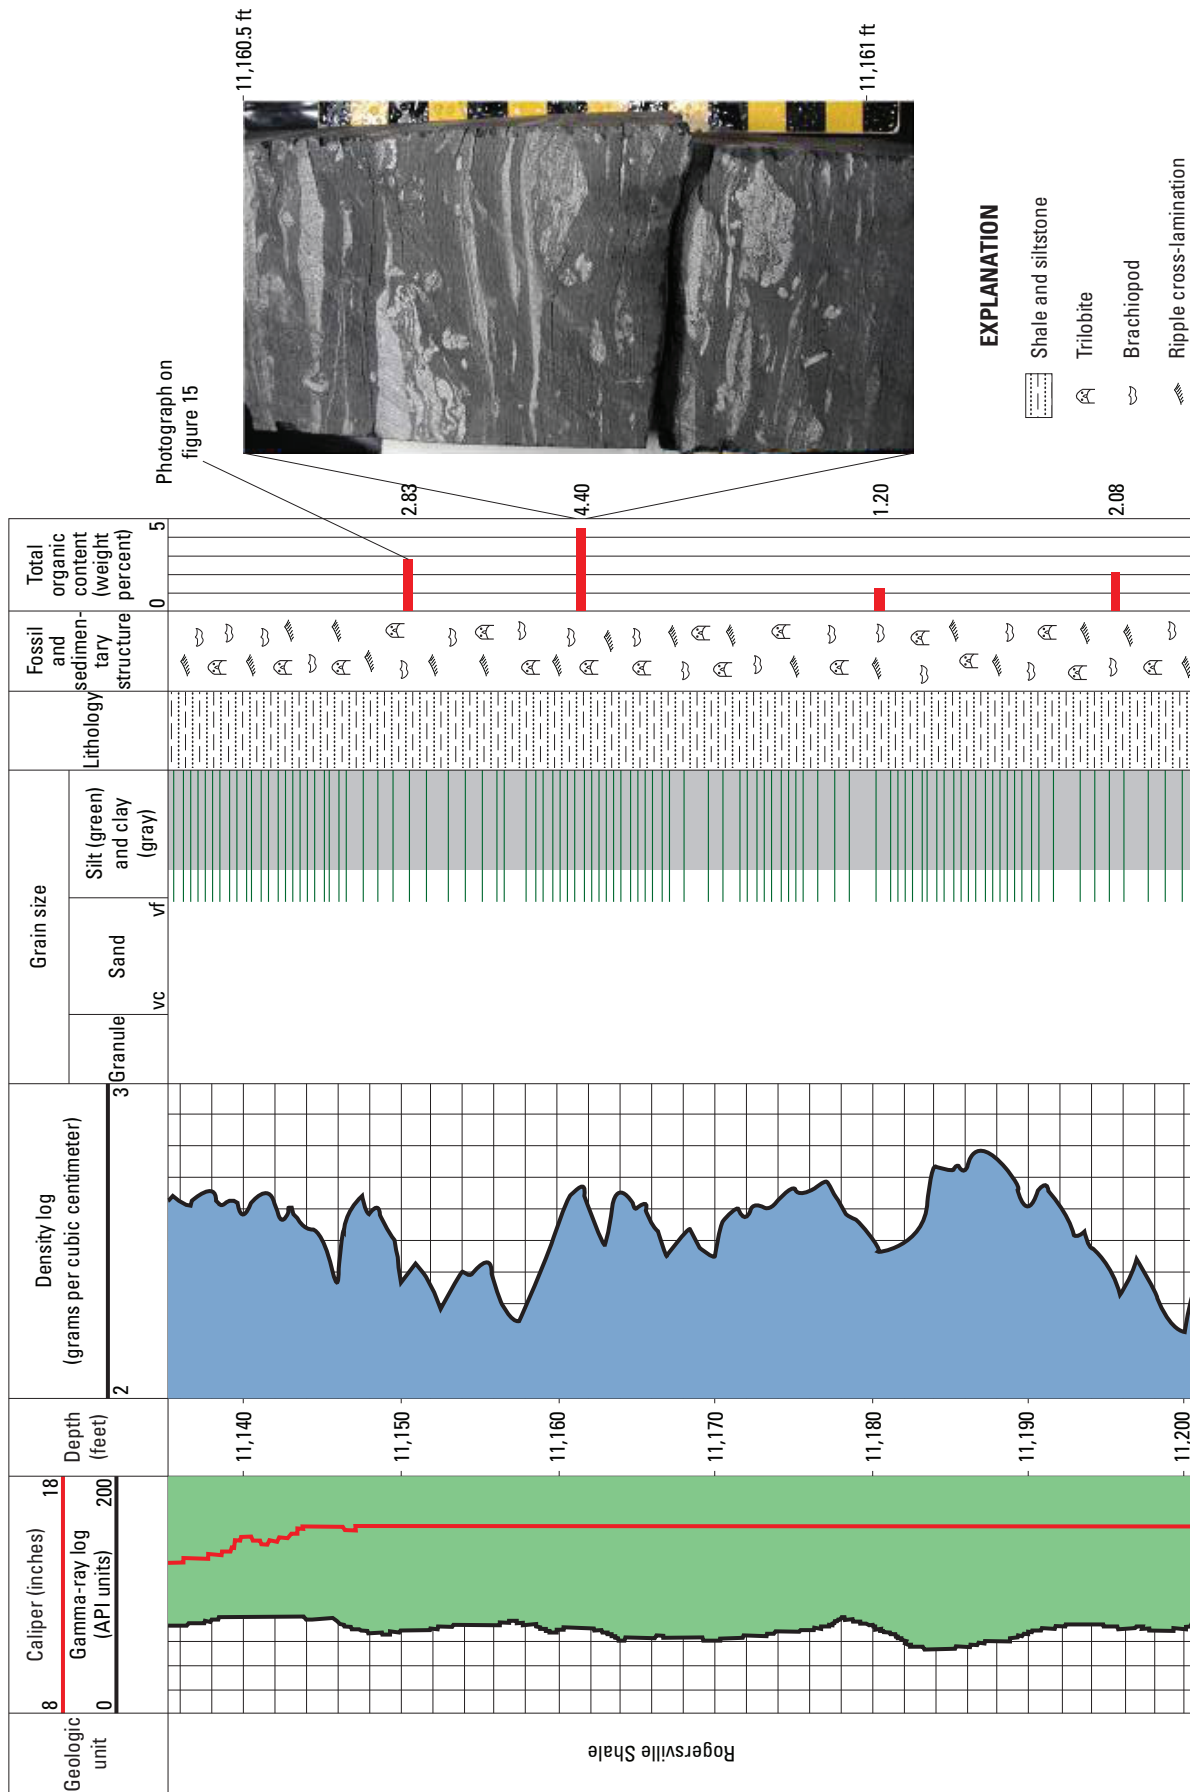 Geologic
unit
Caliper (inches)
8
18
Gamma-ray log
(API units)
0
200
Depth
(feet)
Density log
(grams per cubic centimeter)
2
3
Grain size
Granule
Sand
vc
vf
Silt (green)
and clay
(gray)
Lithology
Fossil
and
sedimen-
tary
structure
Total
organic
content
(weight
percent)
0
5
Rogersville Shale
11,140
11,150
11,160
11,170
11,180
11,190
11,200
2.83
4.40
1.20
2.08
Photograph on
figure 15
11,160.5 ft
11,161 ft
EXPLANATION
Shale and siltstone
Trilobite
Brachiopod
Ripple cross-lamination